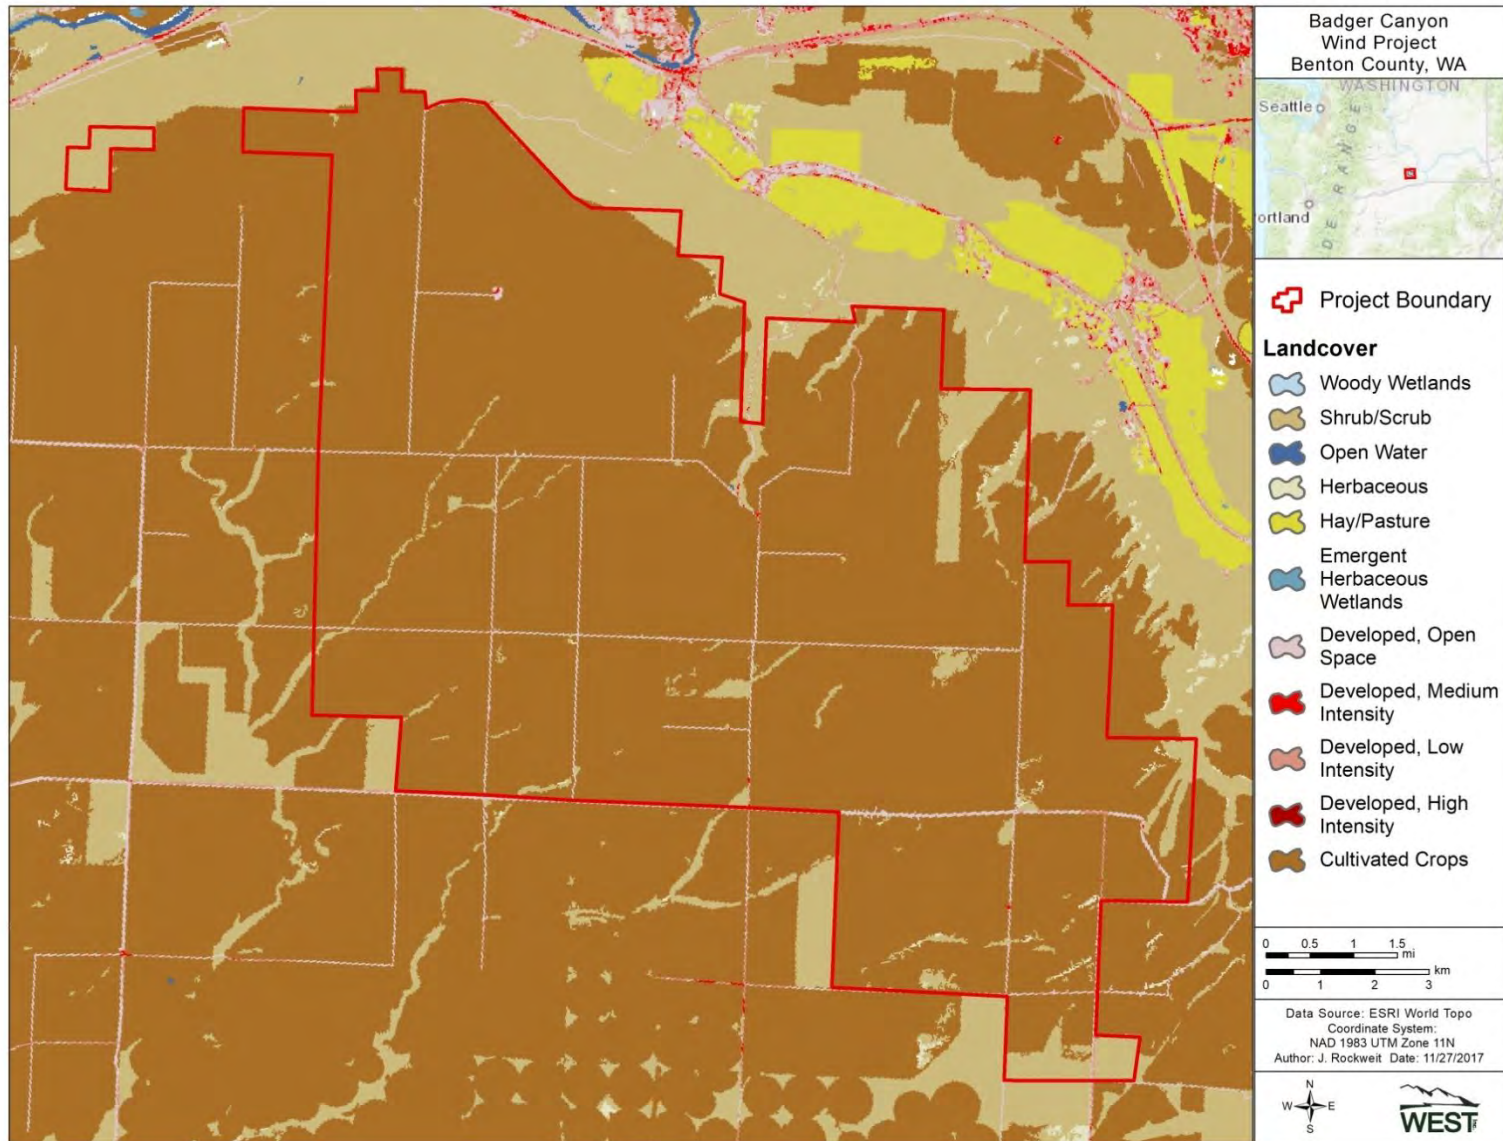 Badger Canyon
Wind Project
Benton County, WA
WASHINGTON
Seattle
DE RANGE
ortland
Project Boundary
Landcover
Woody Wetlands
Shrub/Scrub
Open Water
Herbaceous
Hay/Pasture
Emergent
Herbaceous
Wetlands
Developed, Open
Space
Developed, Medium
Intensity
Developed, Low
Intensity
Developed, High
Intensity
Cultivated Crops
0 0.5 1 1.5
mi
km
0 1 2 3
Data Source: ESRI World Topo
Coordinate System:
NAD 1983 UTM Zone 11N
Author: J. Rockweit Date: 11/27/2017
N
W E
S
WEST